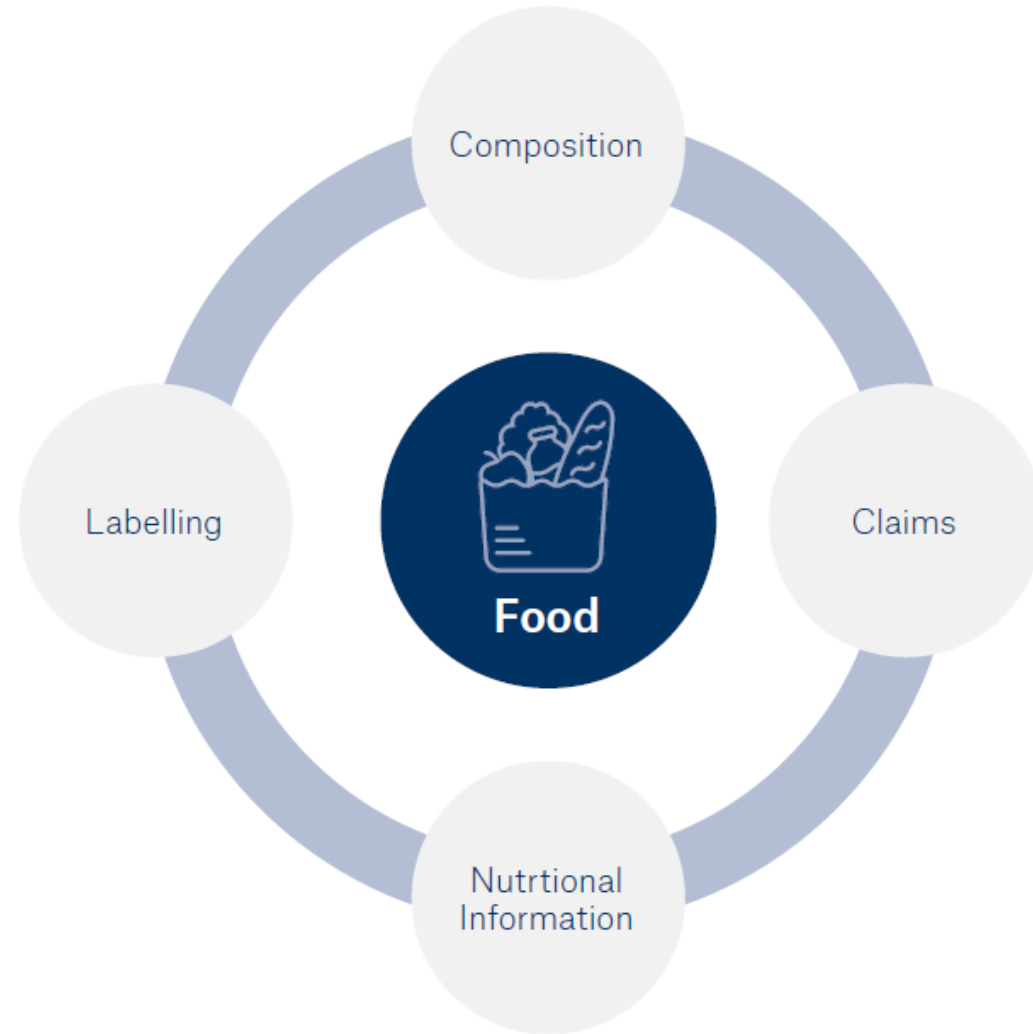 Composition
Labelling
Claims
Food
Nutrtional
Information